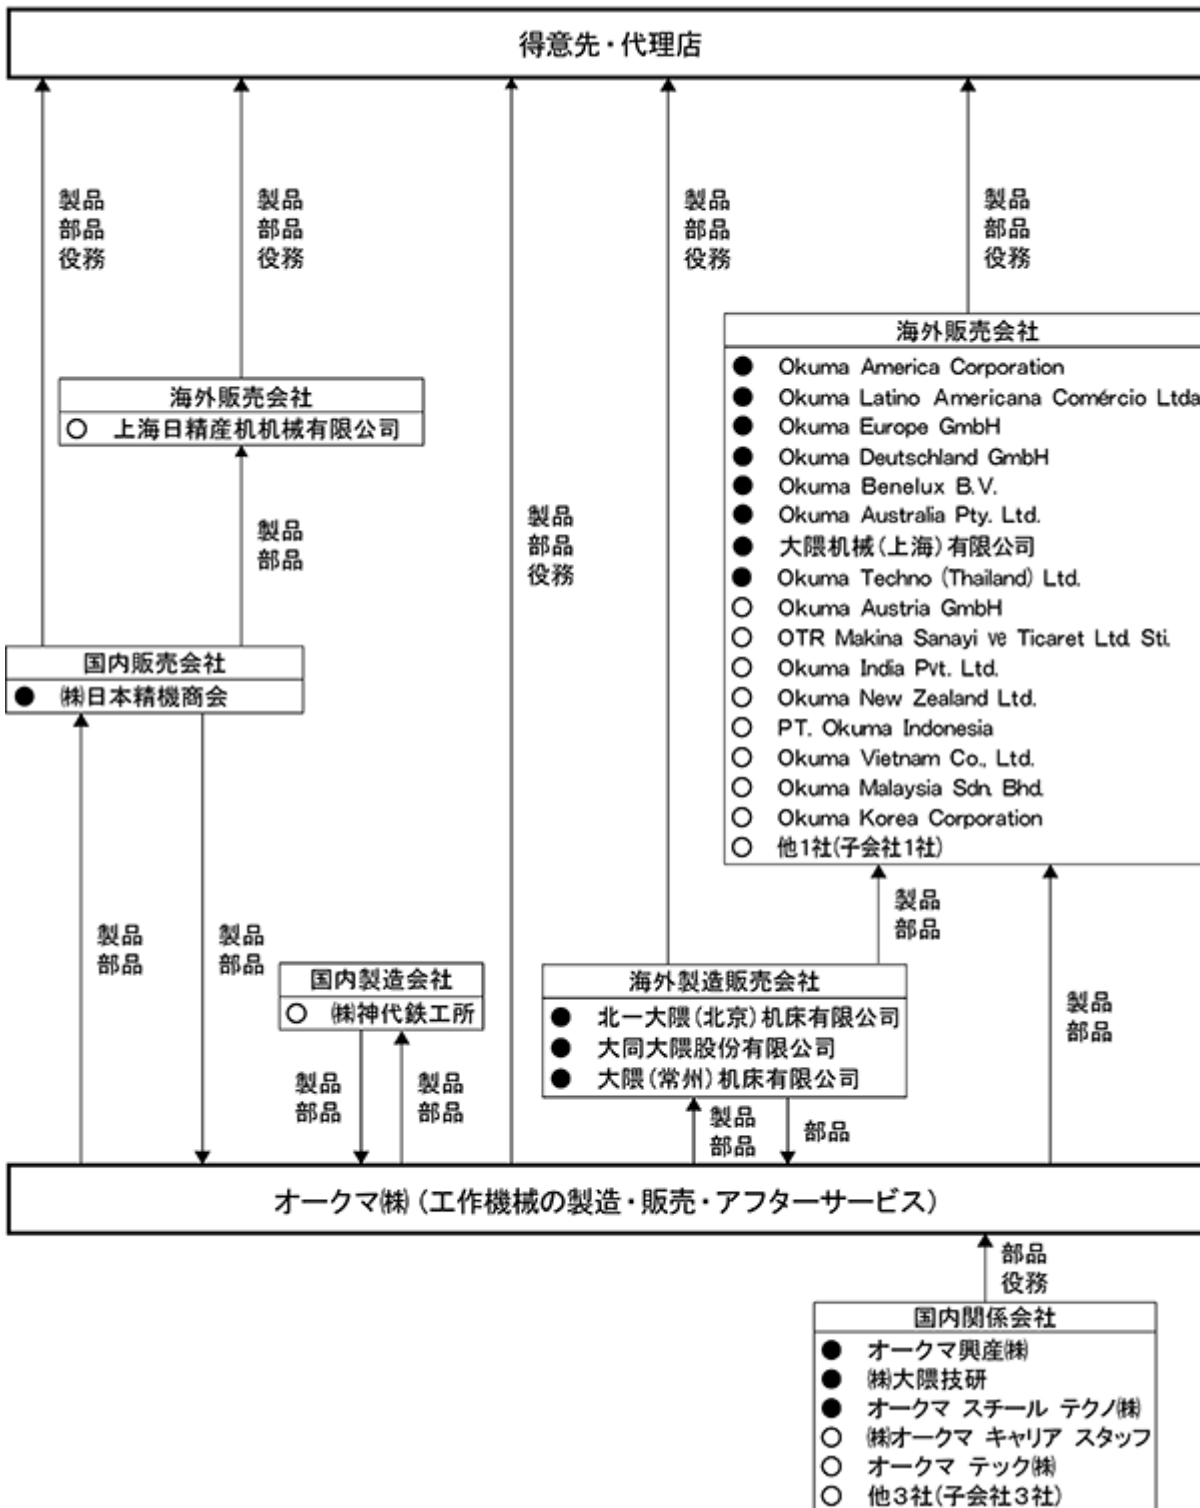 得意先・代理店
製品
部品
役務
製品
部品
役務
製品
部品
役務
製品
部品
役務
海外販売会社
● Okuma America Corporation
● Okuma Latino Americana Comércio Ltda
● Okuma Europe GmbH
● Okuma Deutschland GmbH
● Okuma Benelux B.V.
● Okuma Australia Pty. Ltd.
● 大隈机械(上海)有限公司
● Okuma Techno (Thailand) Ltd.
○ Okuma Austria GmbH
○ OTR Makina Sanayi ve Ticaret Ltd. Sti.
○ Okuma India Pvt. Ltd.
○ Okuma New Zealand Ltd.
○ PT. Okuma Indonesia
○ Okuma Vietnam Co., Ltd.
○ Okuma Malaysia Sdn. Bhd.
○ Okuma Korea Corporation
○ 他1社(子会社1社)
海外販売会社
○ 上海日精産机机械有限公司
製品
部品
製品
部品
役務
国内販売会社
● ㈱日本精機商会
製品
部品
製品
部品
国内製造会社
○ ㈱神代鉄工所
製品
部品
製品
部品
海外製造販売会社
● 北一大隈(北京)机床有限公司
● 大同大隈股份有限公司
● 大隈(常州)机床有限公司
製品
部品
製品
部品
部品
製品
部品
オークマ㈱ (工作機械の製造・販売・アフターサービス)
部品
役務
国内関係会社
● オークマ興産㈱
● ㈱大隈技研
● オークマ スチール テクノ㈱
○ ㈱オークマ キャリア スタッフ
○ オークマ テック㈱
○ 他3社(子会社3社)